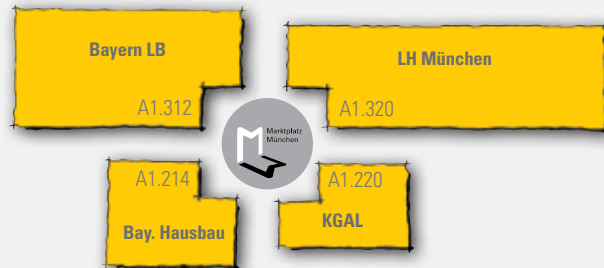 Bayern LB
LH München
A1.312
A1.320
Marktplatz
München
A1.214
A1.220
Bay. Hausbau
KGAL